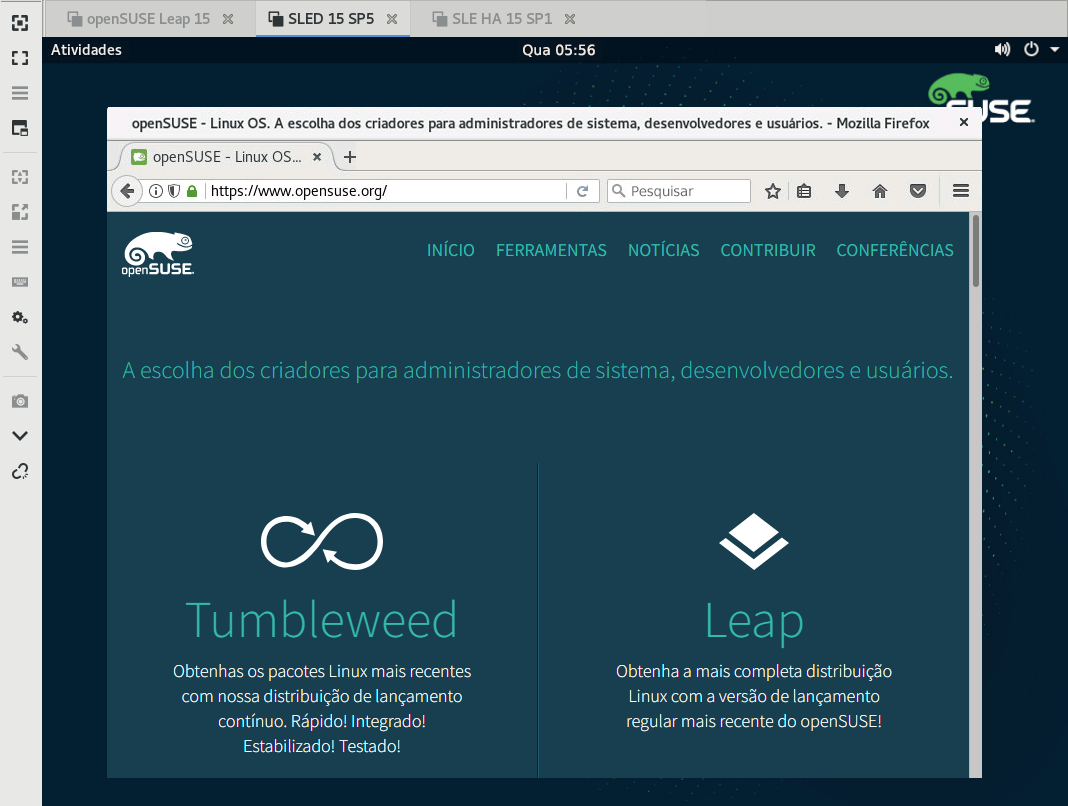 openSUSE Leap 15
SLED 15 SP5
SLE HA 15 SP1
Atividades
Qua 05:56
SUSE
openSUSE - Linux OS. A escolha dos criadores para administradores de sistema, desenvolvedores e usuários. - Mozilla Firefox
openSUSE - Linux OS...
https://www.opensuse.org/
Pesquisar
openSUSE
INÍCIO FERRAMENTAS NOTÍCIAS CONTRIBUIR CONFERÊNCIAS
A escolha dos criadores para administradores de sistema, desenvolvedores e usuários.
Tumbleweed
Obtenhas os pacotes Linux mais recentes
com nossa distribuição de lançamento
contínuo. Rápido! Integrado!
Estabilizado! Testado!
Leap
Obtenha a mais completa distribuição
Linux com a versão de lançamento
regular mais recente do openSUSE!